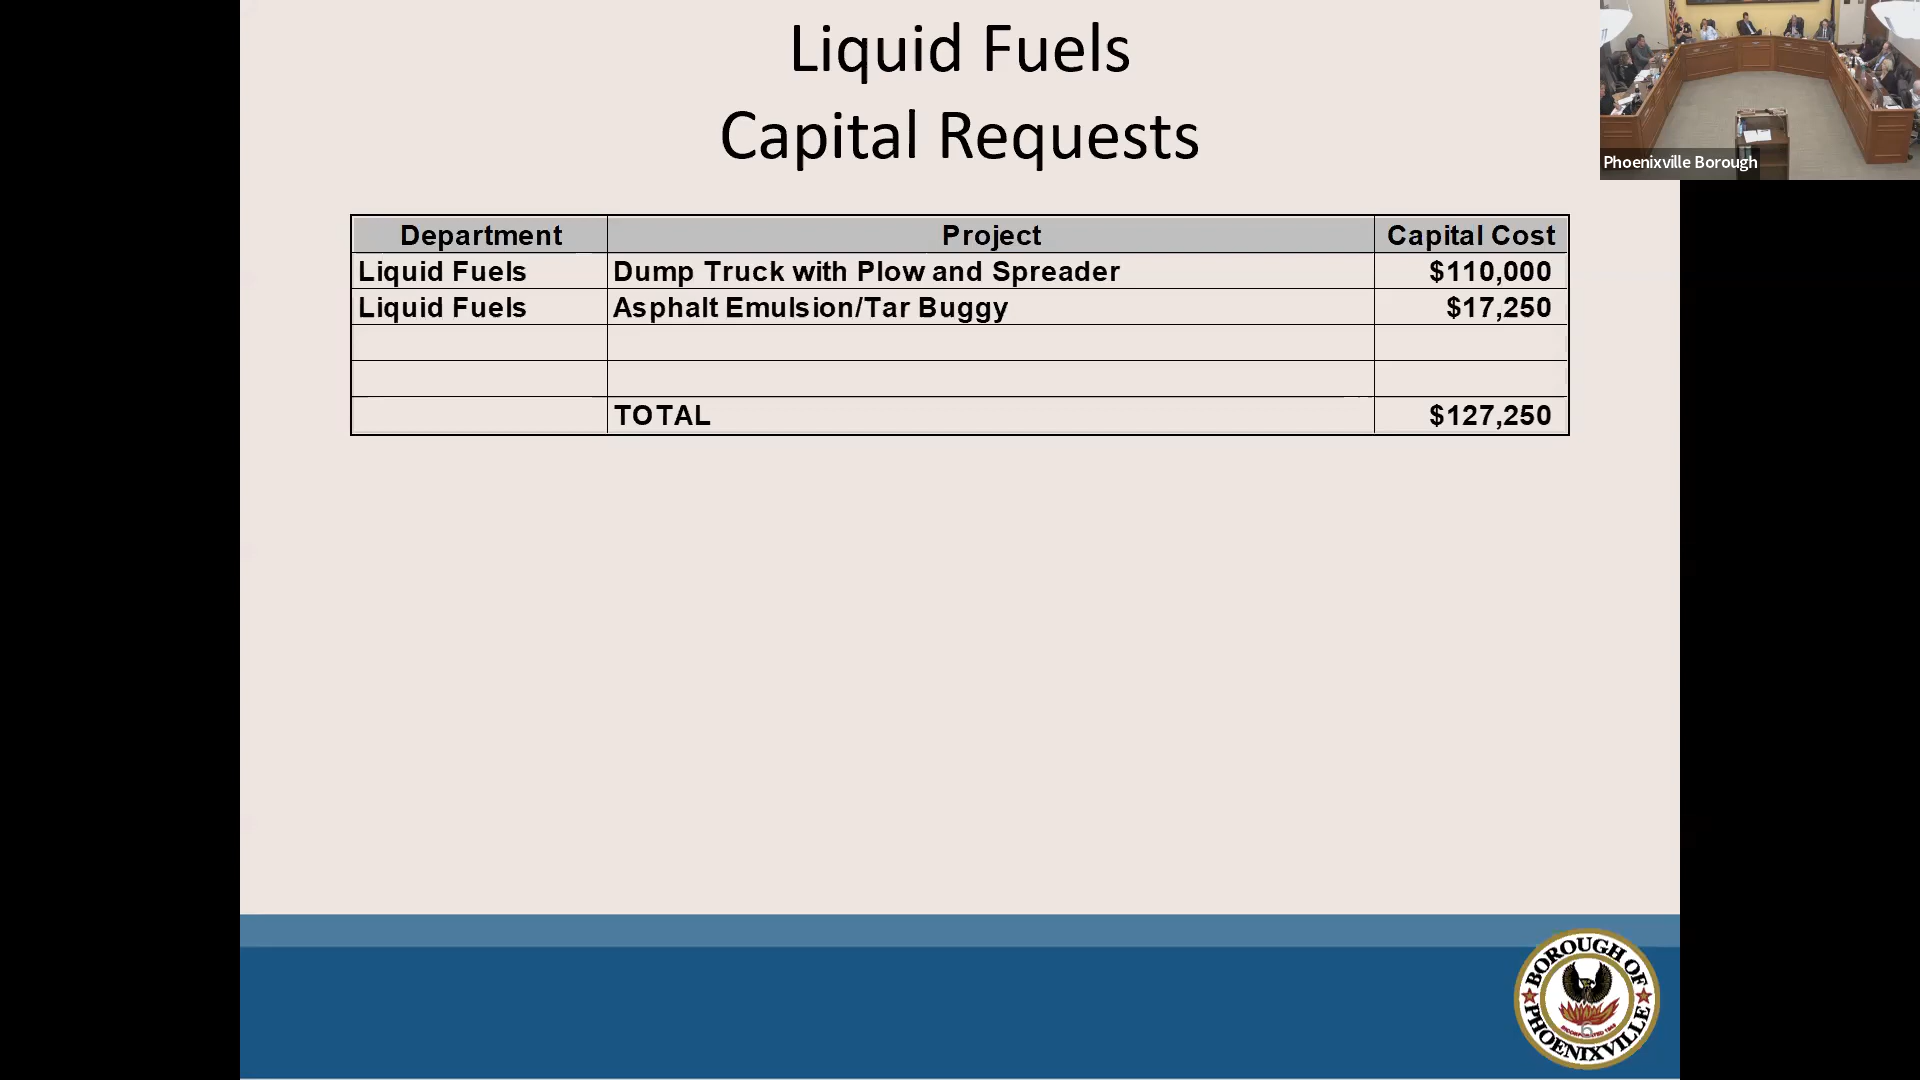 Liquid Fuels
Capital Requests
Phoenixville Borough
Department Project Capital Cost
Liquid Fuels Dump Truck with Plow and Spreader $110,000
Liquid Fuels Asphalt Emulsion/Tar Buggy $17,250
TOTAL $127,250
BOROUGH OF
PHOENIXVILLE
6